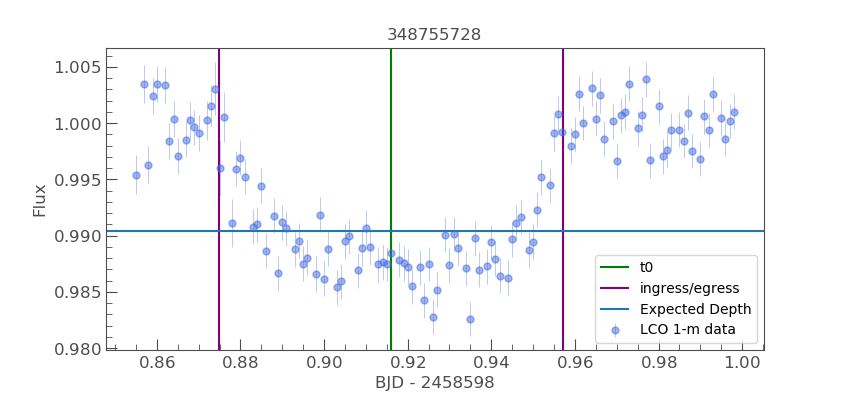 348755728
1.005
1.000
0.995
0.990
0.985
0.980
Flux
t0
ingress/egress
Expected Depth
LCO 1-m data
0.86 0.88 0.90 0.92 0.94 0.96 0.98 1.00
BJD - 2458598